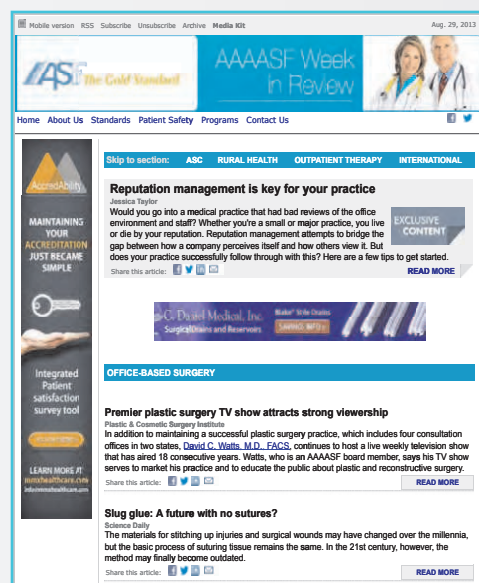 Mobile version RSS Subscribe Unsubscribe Archive Media Kit Aug. 29, 2013
AASF The Gold Standard
AAAASF Week
in Review
Home About Us Standards Patient Safety Programs Contact Us
AccredAbility
MAINTAINING
YOUR
ACCREDITATION
JUST BECAME
SIMPLE
Integrated
Patient
satisfaction
survey tool
LEARN MORE AT
Skip to section: ASC RURAL HEALTH OUTPATIENT THERAPY INTERNATIONAL
Reputation management is key for your practice
Jessica Taylor
Would you go into a medical practice that had bad reviews of the office
environment and staff? Whether you're a small or major practice, you live
or die by your reputation. Reputation management attempts to bridge the
gap between how a company perceives itself and how others view it. But
does your practice successfully follow through with this? Here are a few tips to get started.
EXCLUSIVE
CONTENT
Share this article: READ MORE
C. Daniel Medical, Inc.
Surgical Drains and Reservoirs
Blake® Style Drains
OFFICE-BASED SURGERY
Premier plastic surgery TV show attracts strong viewership
Plastic & Cosmetic Surgery Institute
In addition to maintaining a successful plastic surgery practice, which includes four consultation
offices in two states, David C. Watts, M.D., FACS, continues to host a live weekly television show
that has aired 18 consecutive years. Watts, who is an AAAASF board member, says his TV show
serves to market his practice and to educate the public about plastic and reconstructive surgery.
Share this article: READ MORE
Slug glue: A future with no sutures?
Science Daily
The materials for stitching up injuries and surgical wounds may have changed over the millennia,
but the basic process of suturing tissue remains the same. In the 21st century, however, the
method may finally become outdated.
Share this article: READ MORE